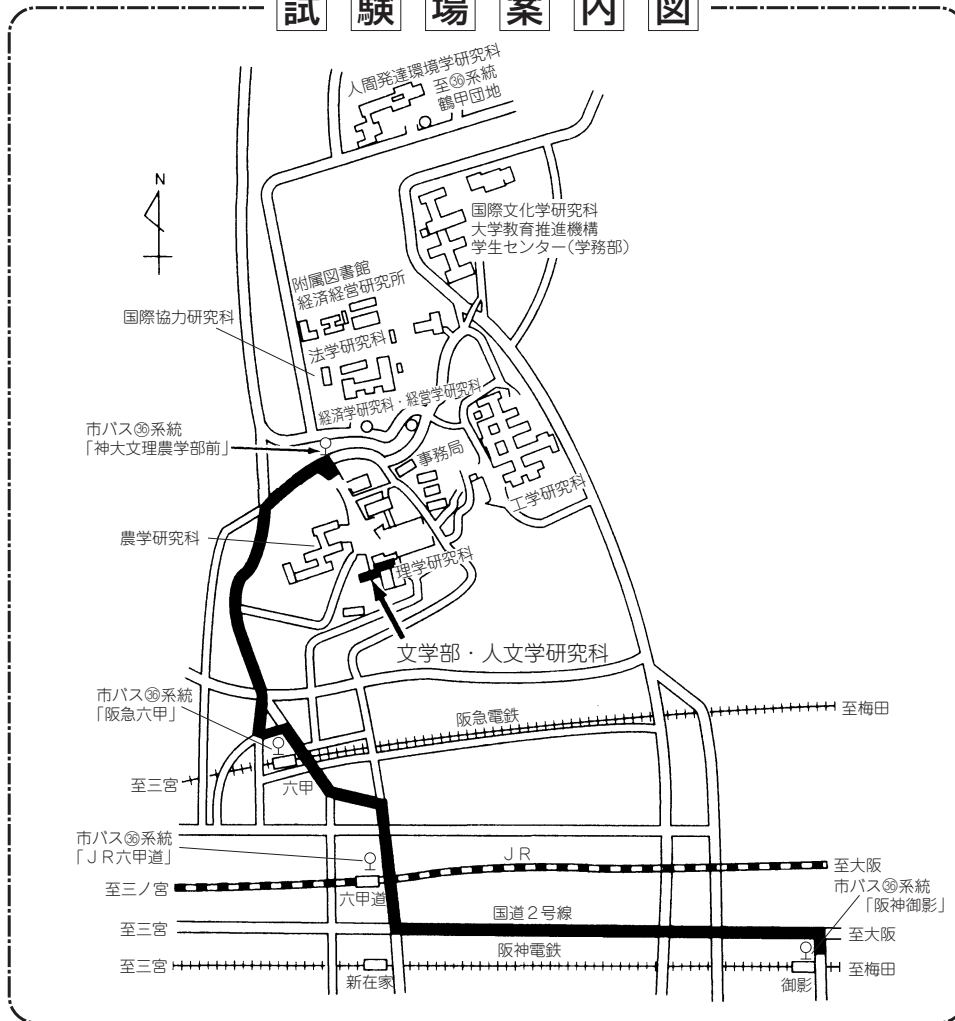 試験場案内図
人間発達環境学研究科
至㊱系統
鶴甲団地
N
国際文化学研究科
大学教育推進機構
学生センター(学務部)
附属図書館
経済経営研究所
国際協力研究科
法学研究科
経済学研究科・経営学研究科
市バス㊱系統
「神大文理農学部前」
事務局
工学研究科
農学研究科
理学研究科
文学部・人文学研究科
市バス㊱系統
「阪急六甲」
阪急電鉄
至梅田
至三宮
六甲
市バス㊱系統
「JR六甲道」
JR
至大阪
至三ノ宮
六甲道
市バス㊱系統
「阪神御影」
国道2号線
至三宮
至大阪
阪神電鉄
至三宮
新在家
御影
至梅田